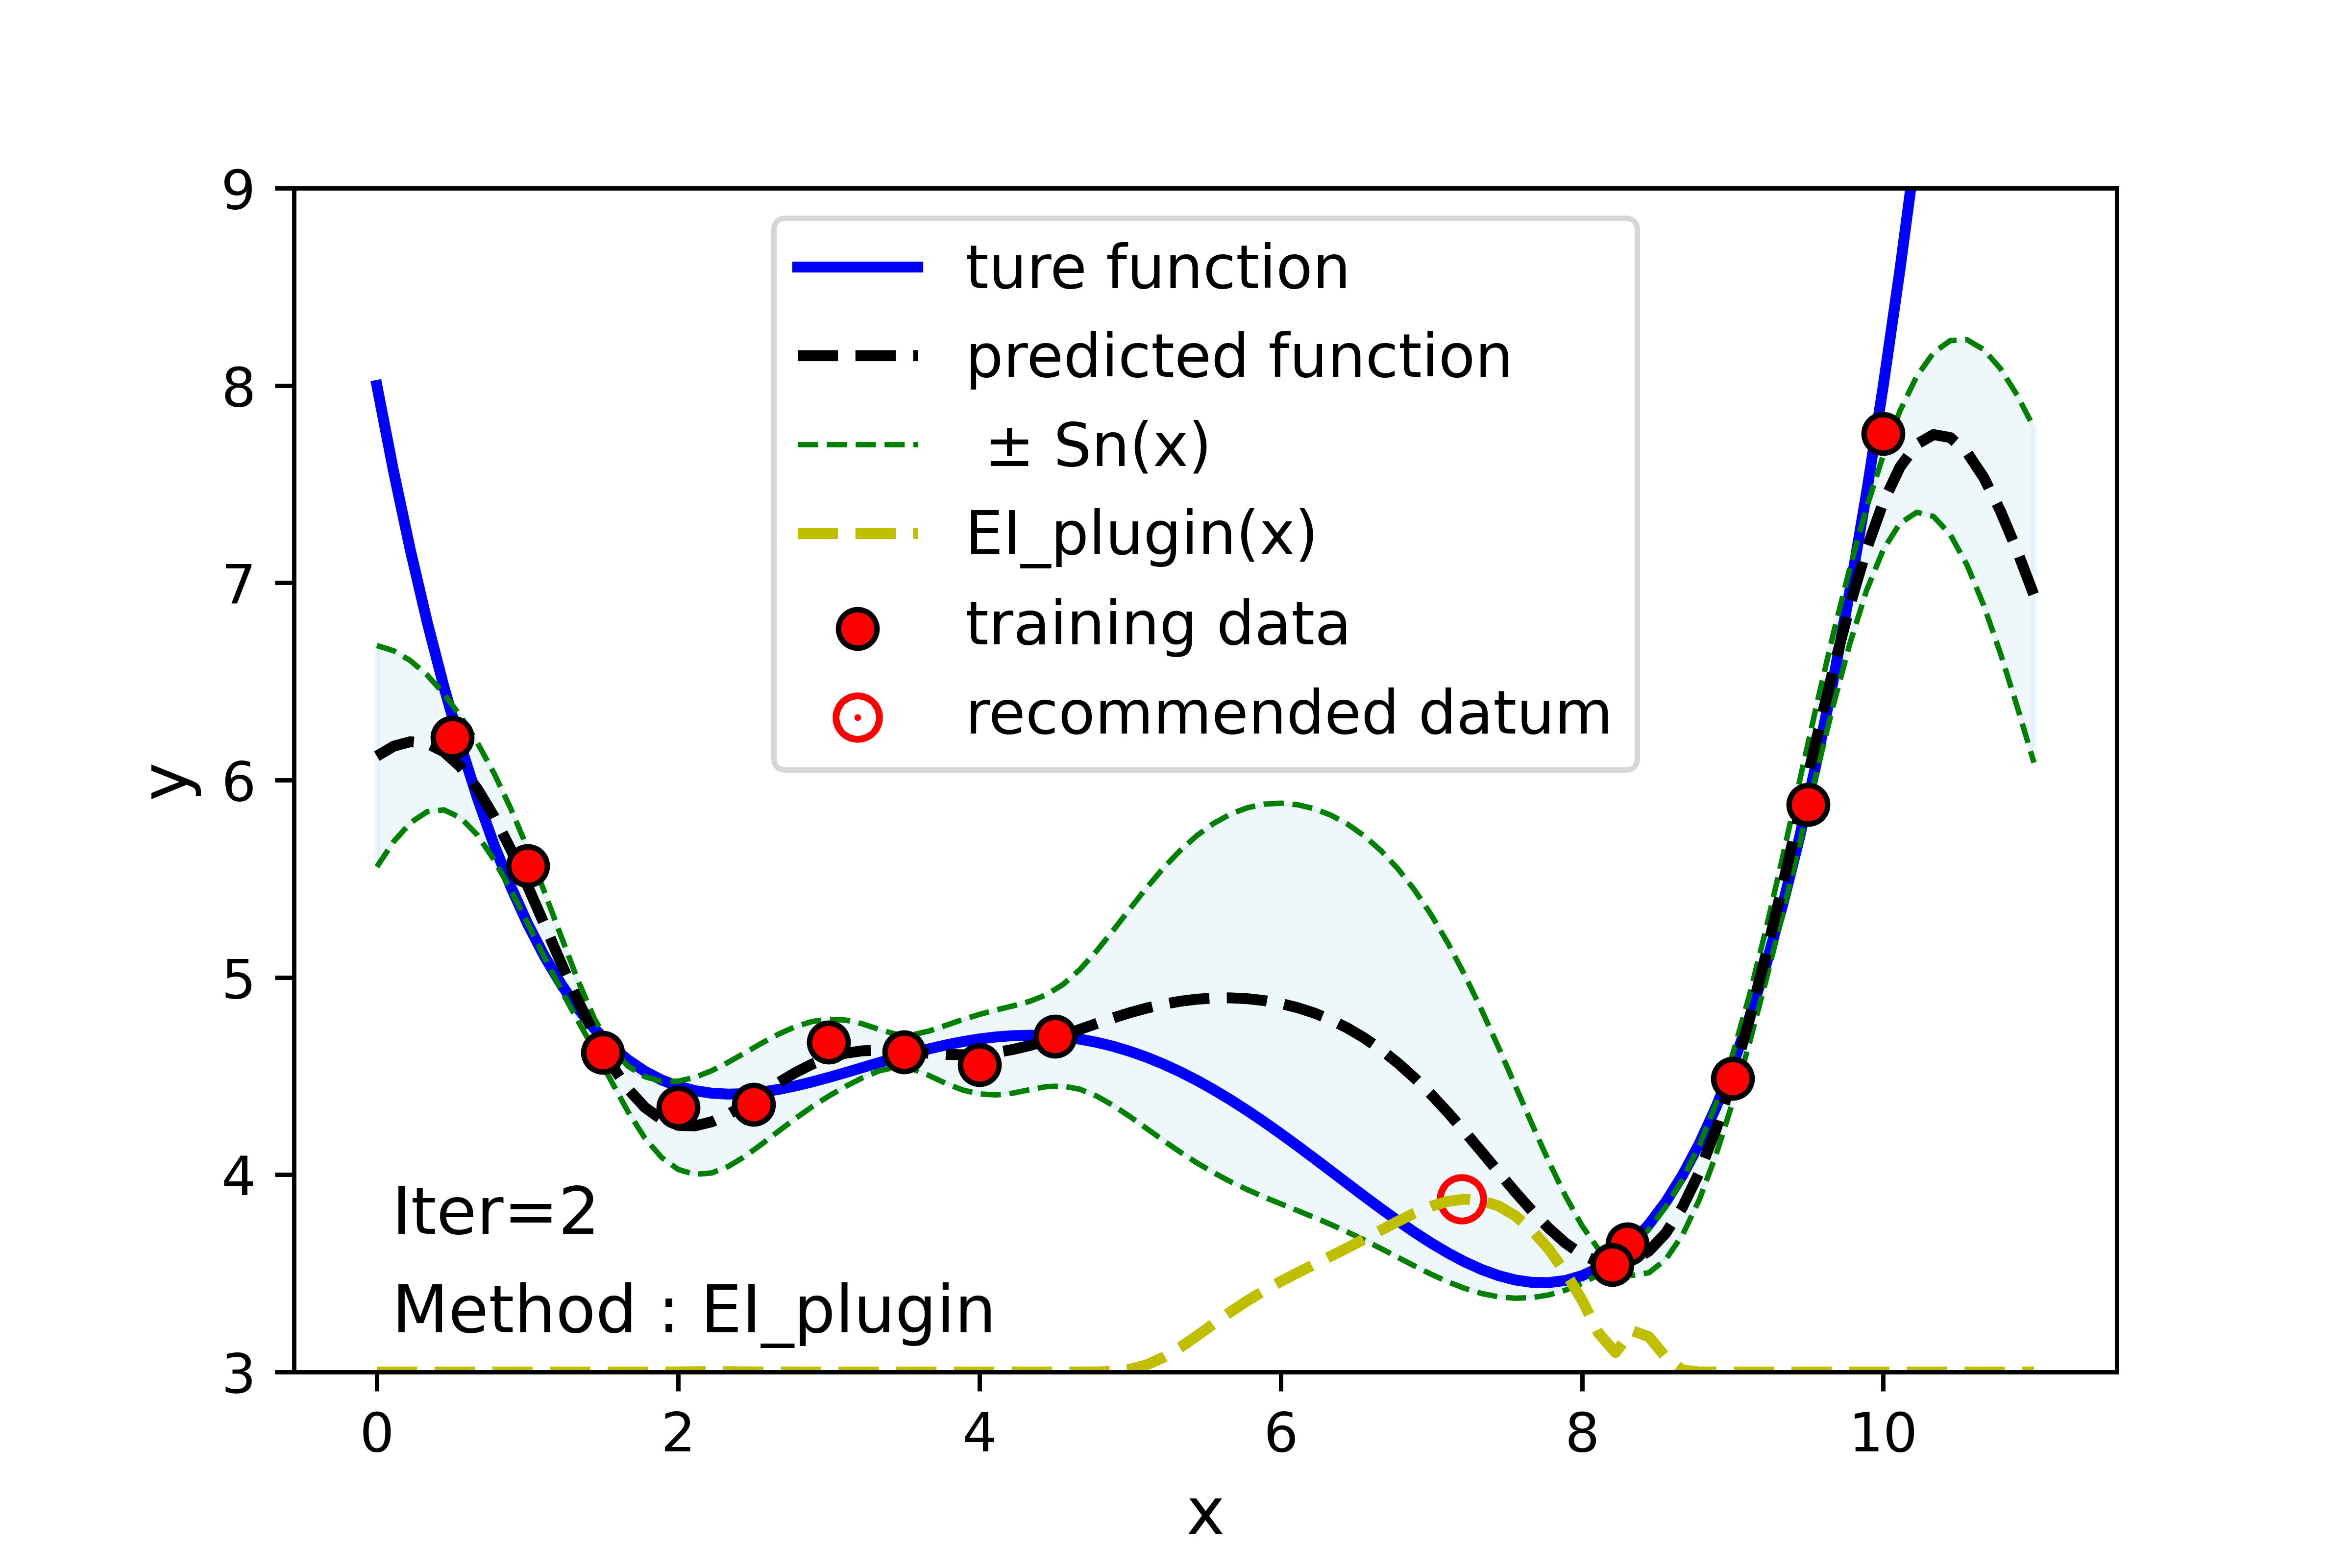 9
8
7
6
5
4
3
y
ture function
predicted function
± Sn(x)
EI_plugin(x)
training data
recommended datum
Iter=2
Method : EI_plugin
0 2 4 6 8 10
x